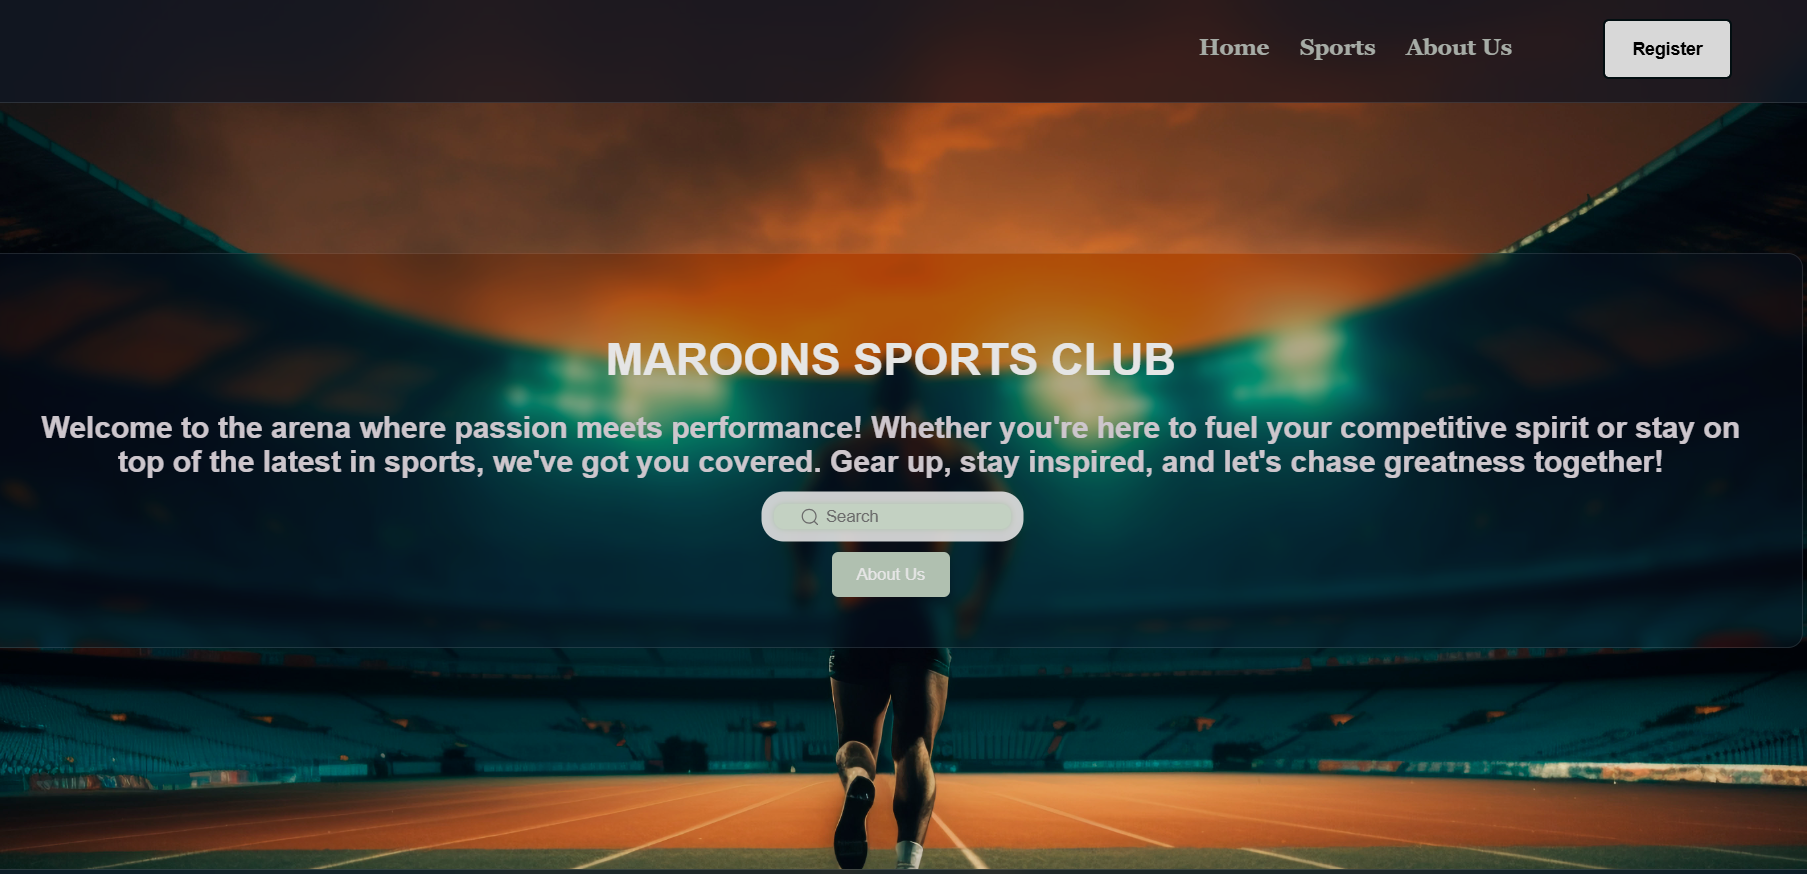 Home Sports About Us Register
MAROONS SPORTS CLUB
Welcome to the arena where passion meets performance! Whether you're here to fuel your competitive spirit or stay on
top of the latest in sports, we've got you covered. Gear up, stay inspired, and let's chase greatness together!
Search
About Us